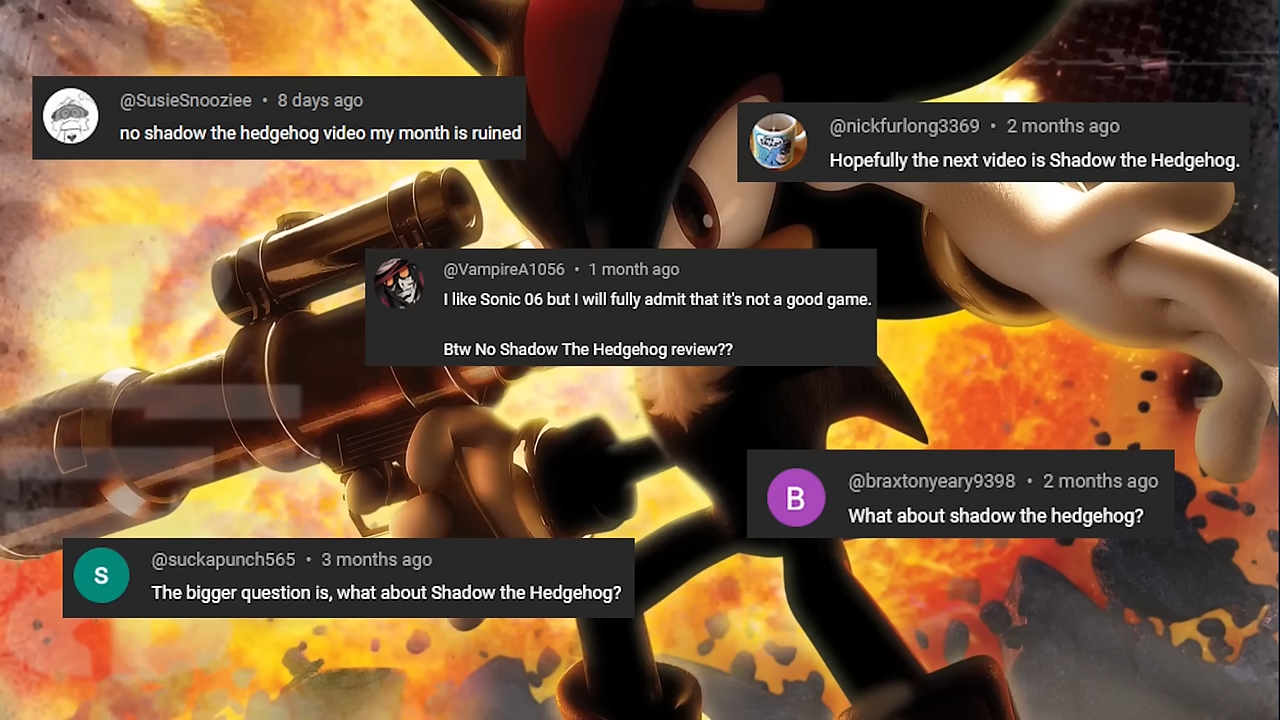 @SusieSnooziee • 8 days ago
no shadow the hedgehog video my month is ruined
@nickfurlong3369 • 2 months ago
Hopefully the next video is Shadow the Hedgehog.
@VampireA1056 • 1 month ago
I like Sonic 06 but I will fully admit that it's not a good game.
Btw No Shadow The Hedgehog review??
B
@braxtonyeary9398 • 2 months ago
What about shadow the hedgehog?
S
@suckapunch565 • 3 months ago
The bigger question is, what about Shadow the Hedgehog?